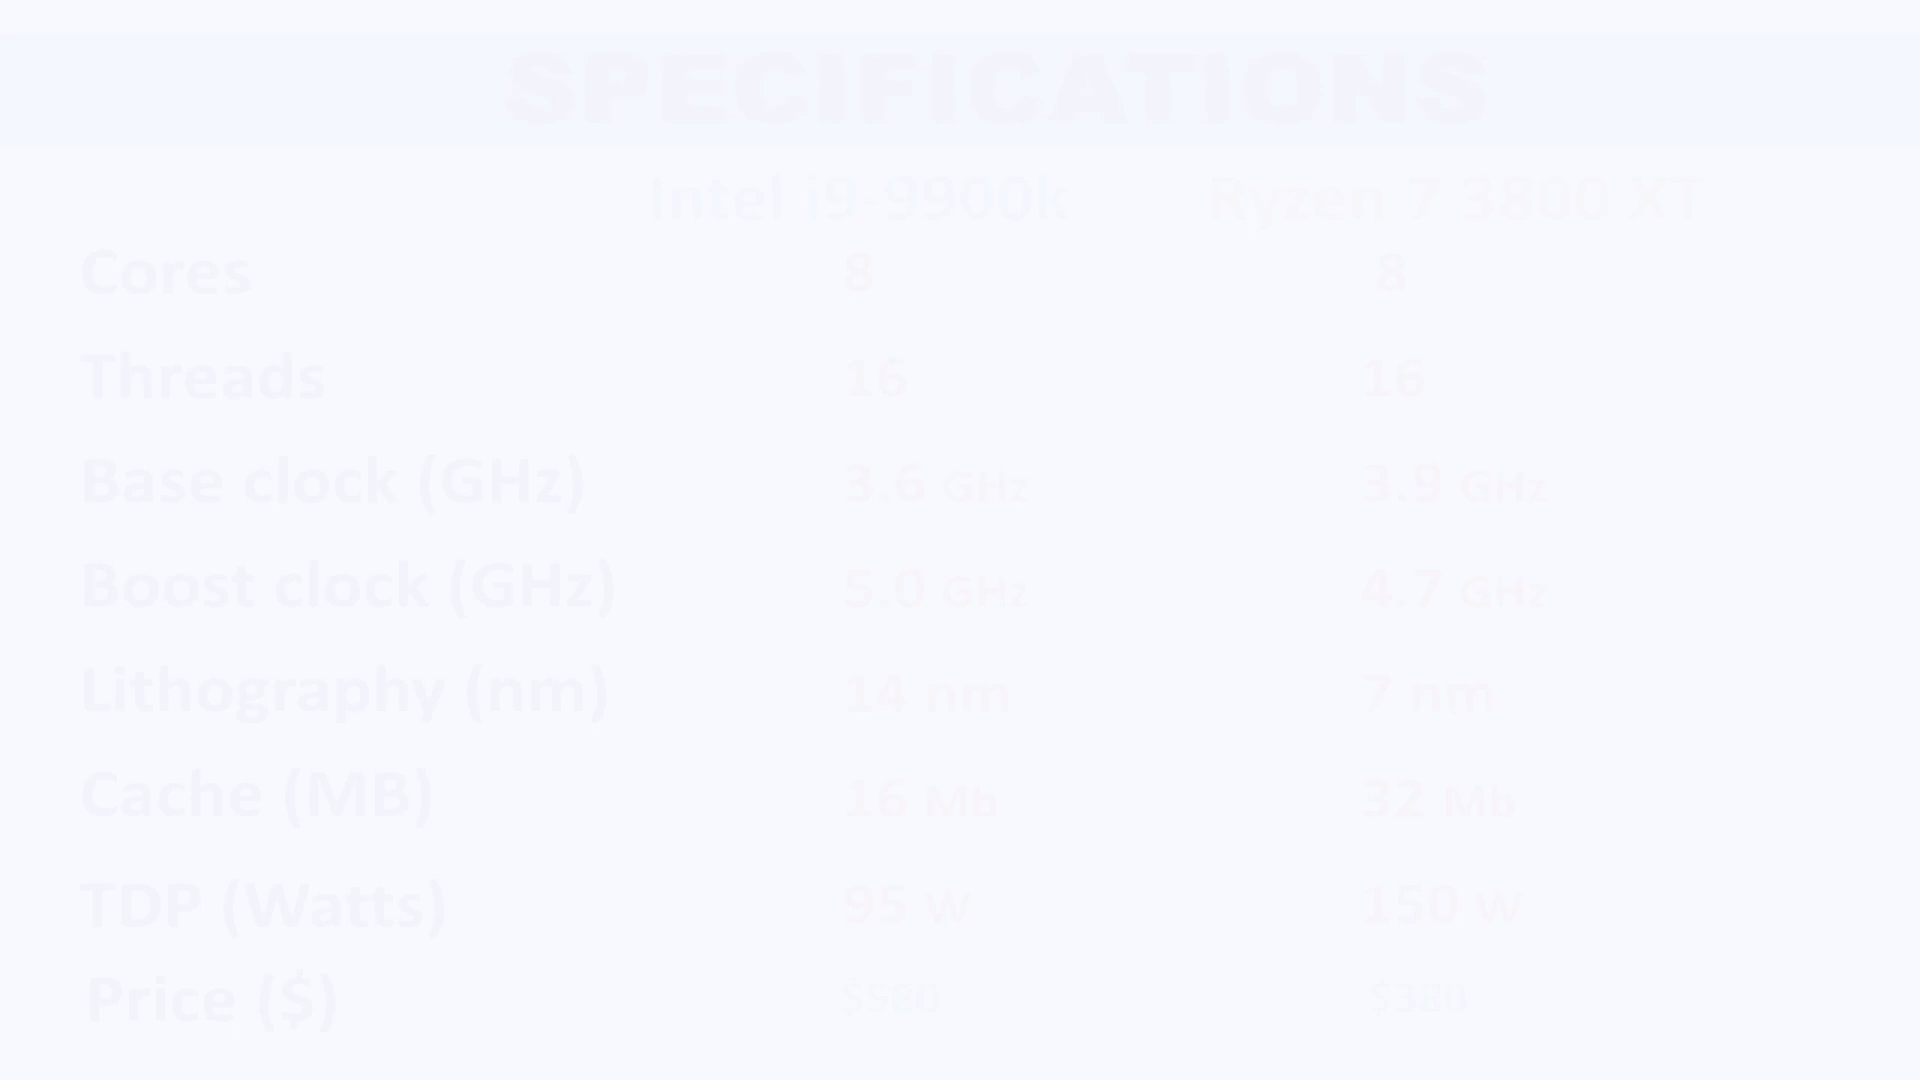 SPECIFICATIONS
Intel i9-9900k Ryzen 7 3800 XT
Cores 8 8
Threads 16 16
Base clock (GHz) 3.6 GHz 3.9 GHz
Boost clock (GHz) 5.0 GHz 4.7 GHz
Lithography (nm) 14 nm 7 nm
Cache (MB) 16 Mb 32 Mb
TDP (Watts) 95 W 150 W
Price ($) $580 $380